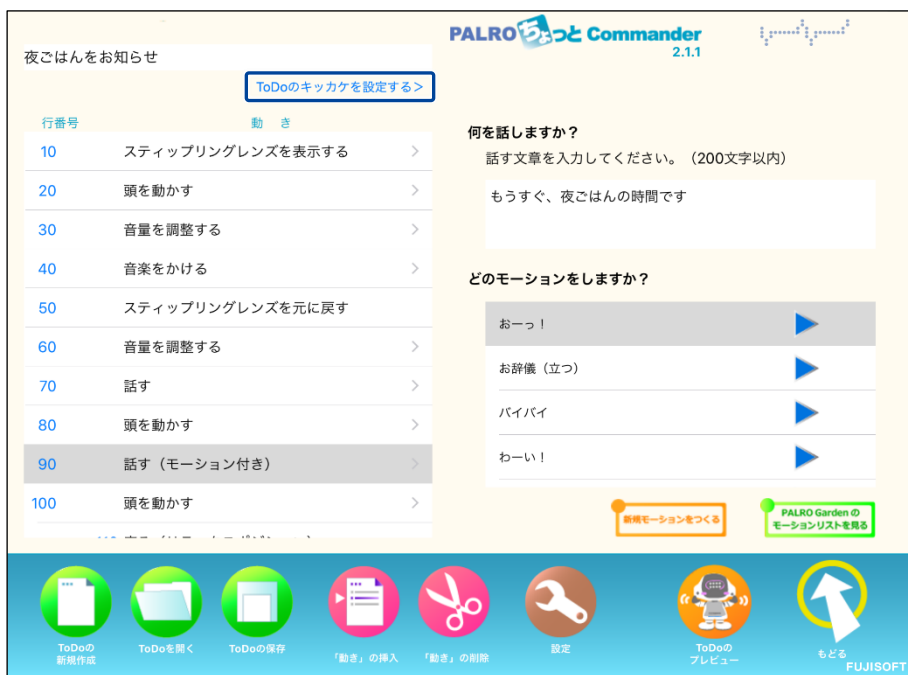 PALROちょっと Commander
2.1.1
夜ごはんをお知らせ
ToDoのキッカケを設定する>
行番号 動 き
10 スティップリングレンズを表示する
20 頭を動かす
30 音量を調整する
40 音楽をかける
50 スティップリングレンズを元に戻す
60 音量を調整する
70 話す
80 頭を動かす
90 話す（モーション付き）
100 頭を動かす
何を話しますか？
話す文章を入力してください。（200文字以内）
もうすぐ、夜ごはんの時間です
どのモーションをしますか？
おーっ！
お辞儀（立つ）
バイバイ
わーい！
新規モーションをつくる
PALRO Garden の
モーションリストを見る
ToDoの
新規作成
ToDoを開く
ToDoの保存
「動き」の挿入
「動き」の削除
設定
ToDoの
プレビュー
もどる
FUJISOFT